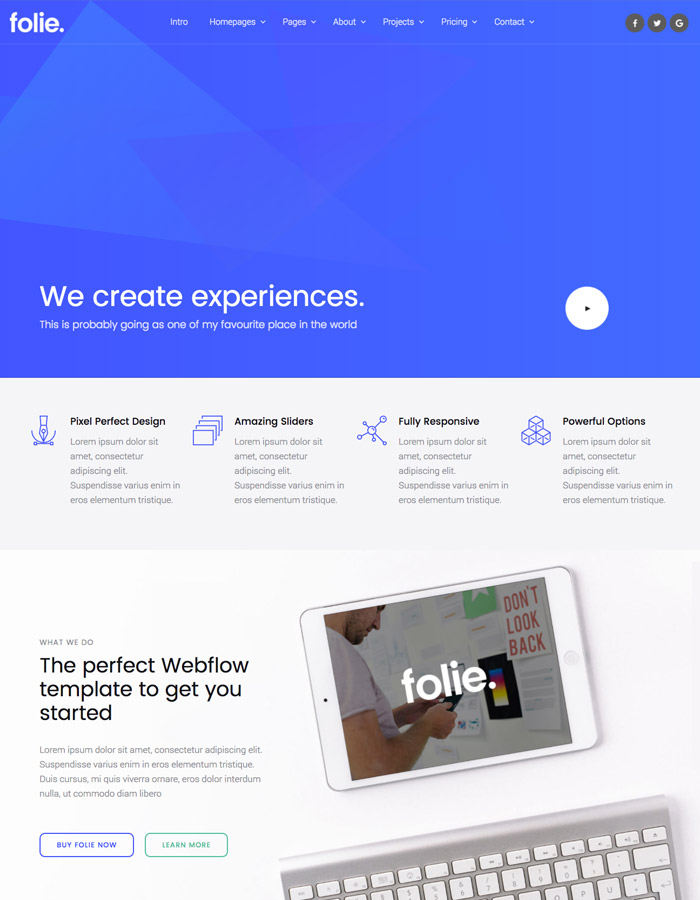 folie.
Intro
Homepages
Pages
About
Projects
Pricing
Contact
We create experiences.
This is probably going as one of my favourite place in the world
Pixel Perfect Design
Lorem ipsum dolor sit
amet, consectetur
adipiscing elit.
Suspendisse varius enim in
eros elementum tristique.
Amazing Sliders
Lorem ipsum dolor sit
amet, consectetur
adipiscing elit.
Suspendisse varius enim in
eros elementum tristique.
Fully Responsive
Lorem ipsum dolor sit
amet, consectetur
adipiscing elit.
Suspendisse varius enim in
eros elementum tristique.
Powerful Options
Lorem ipsum dolor sit
amet, consectetur
adipiscing elit.
Suspendisse varius enim in
eros elementum tristique.
WHAT WE DO
The perfect Webflow
template to get you
started
Lorem ipsum dolor sit amet, consectetur adipiscing elit.
Suspendisse varius enim in eros elementum tristique.
Duis cursus, mi quis viverra ornare, eros dolor interdum
nulla, ut commodo diam libero
BUY FOLIE NOW
LEARN MORE
DON'T
LOOK
BACK
folie.